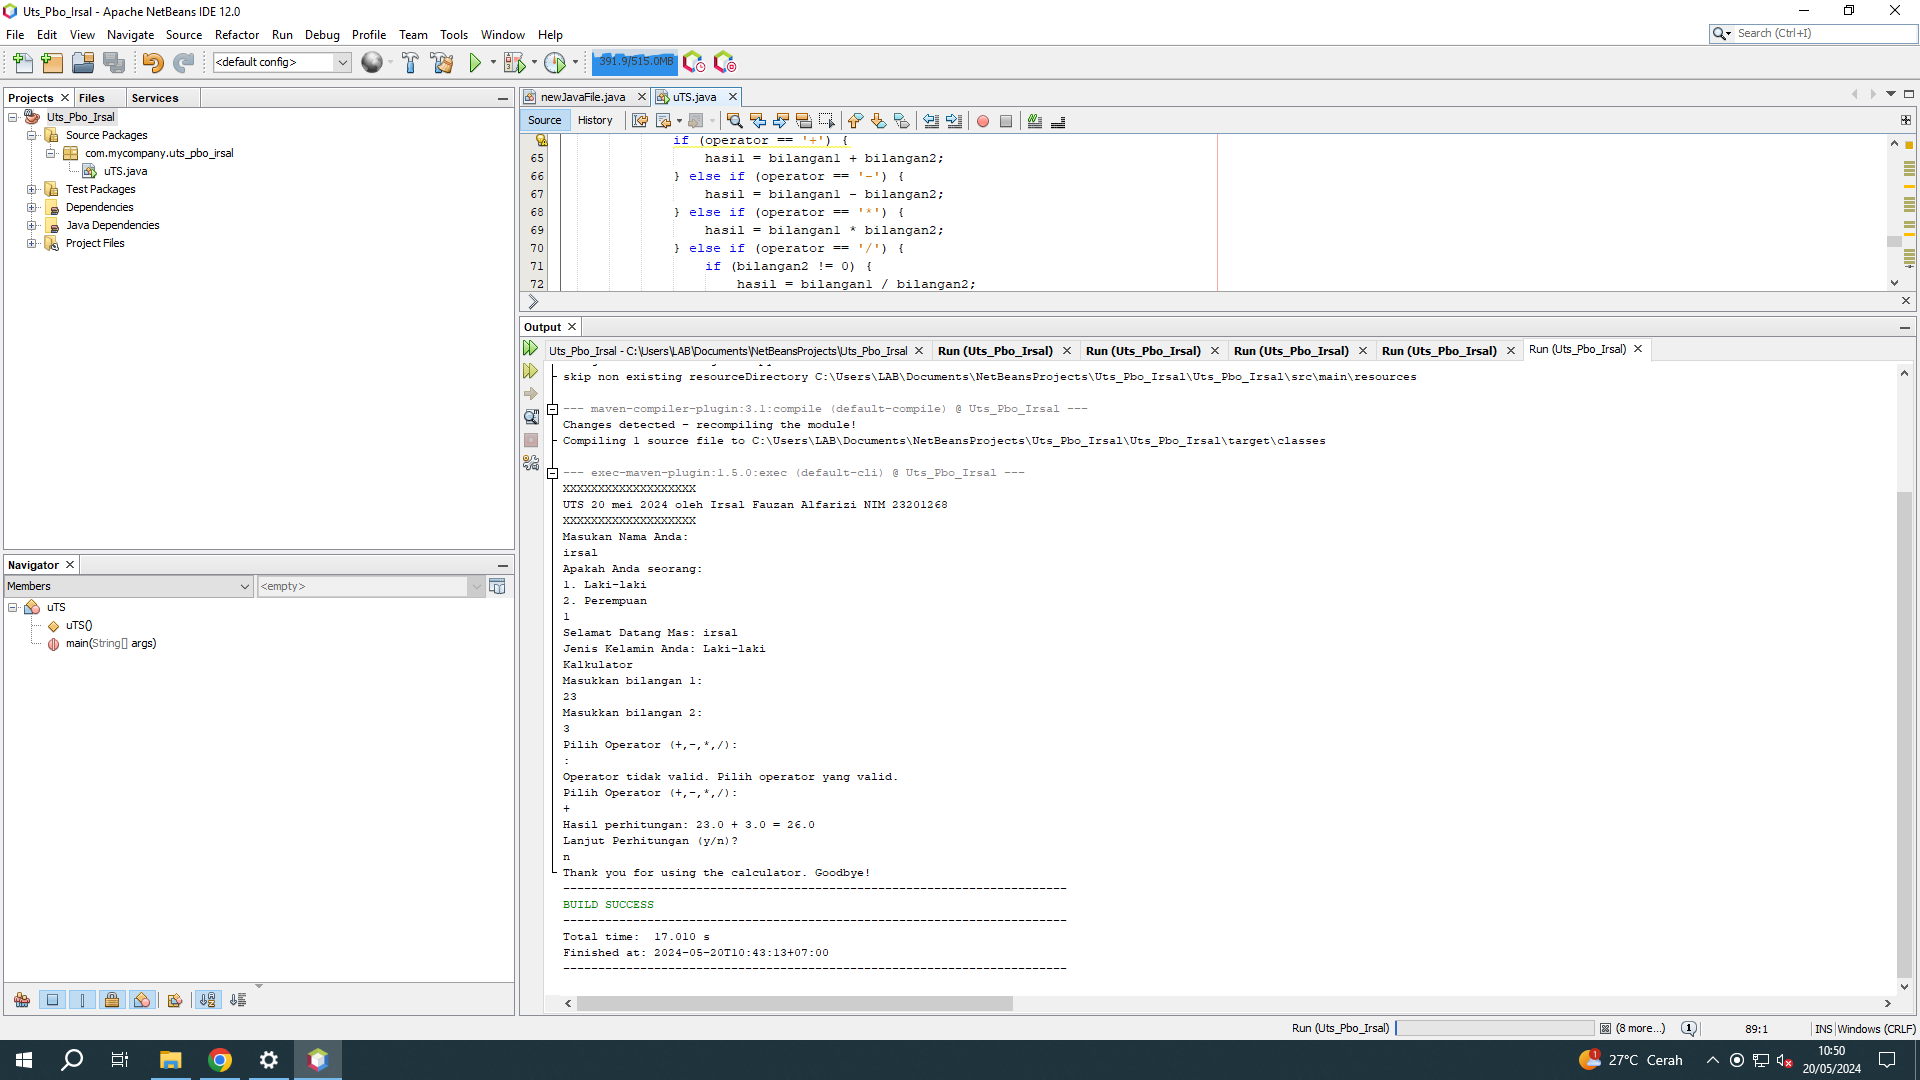 Uts_Pbo_Irsal - Apache NetBeans IDE 12.0
File Edit View Navigate Source Refactor Run Debug Profile Team Tools Window Help
Search (Ctrl+I)
<default config>
391.9/515.0MB
Projects Files Services
Uts_Pbo_Irsal
Source Packages
com.mycompany.uts_pbo_irsal
uTS.java
Test Packages
Dependencies
Java Dependencies
Project Files
Navigator
Members
<empty>
uTS
uTS()
main(String[] args)
newJavaFile.java uTS.java
Source History
if (operator == '+') {
65 hasil = bilangan1 + bilangan2;
66 } else if (operator == '-') {
67 hasil = bilangan1 - bilangan2;
68 } else if (operator == '*') {
69 hasil = bilangan1 * bilangan2;
70 } else if (operator == '/') {
71 if (bilangan2 != 0) {
72 hasil = bilangan1 / bilangan2;
Output
Uts_Pbo_Irsal - C:\Users\LAB\Documents\NetBeansProjects\Uts_Pbo_Irsal Run (Uts_Pbo_Irsal) Run (Uts_Pbo_Irsal) Run (Uts_Pbo_Irsal) Run (Uts_Pbo_Irsal) Run (Uts_Pbo_Irsal)
skip non existing resourceDirectory C:\Users\LAB\Documents\NetBeansProjects\Uts_Pbo_Irsal\Uts_Pbo_Irsal\src\main\resources
--- maven-compiler-plugin:3.1:compile (default-compile) @ Uts_Pbo_Irsal ---
Changes detected - recompiling the module!
Compiling 1 source file to C:\Users\LAB\Documents\NetBeansProjects\Uts_Pbo_Irsal\Uts_Pbo_Irsal\target\classes
--- exec-maven-plugin:1.5.0:exec (default-cli) @ Uts_Pbo_Irsal ---
XXXXXXXXXXXXXXXXXXX
UTS 20 mei 2024 oleh Irsal Fauzan Alfarizi NIM 23201268
XXXXXXXXXXXXXXXXXXX
Masukan Nama Anda:
irsal
Apakah Anda seorang:
1. Laki-laki
2. Perempuan
1
Selamat Datang Mas: irsal
Jenis Kelamin Anda: Laki-laki
Kalkulator
Masukkan bilangan 1:
23
Masukkan bilangan 2:
3
Pilih Operator (+,-,*,/):
:
Operator tidak valid. Pilih operator yang valid.
Pilih Operator (+,-,*,/):
+
Hasil perhitungan: 23.0 + 3.0 = 26.0
Lanjut Perhitungan (y/n)?
n
Thank you for using the calculator. Goodbye!
------------------------------------------------------------------------
BUILD SUCCESS
------------------------------------------------------------------------
Total time:  17.010 s
Finished at: 2024-05-20T10:43:13+07:00
------------------------------------------------------------------------
Run (Uts_Pbo_Irsal) (8 more...) 1 89:1 INS Windows (CRLF)
1 27°C Cerah
10:50
20/05/2024